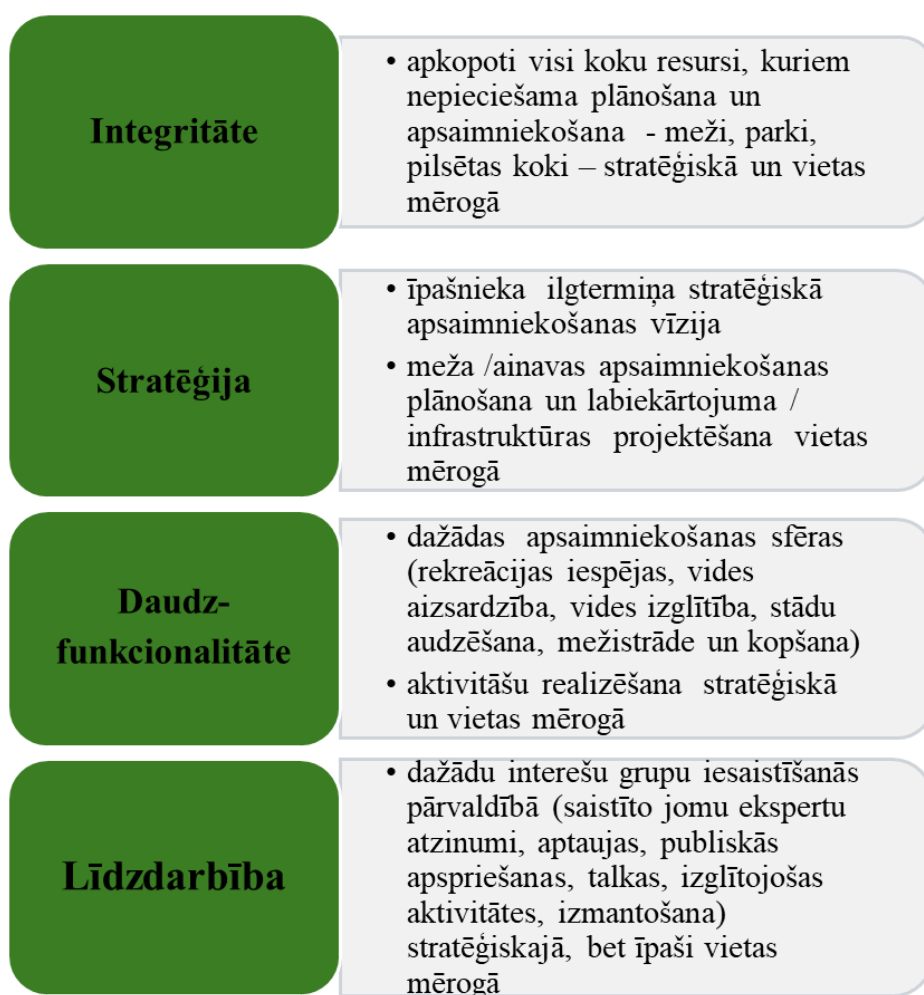 Integritāte
• apkopoti visi koku resursi, kuriem
nepieciešama plānošana un
apsaimniekošana - meži, parki,
pilsētas koki – stratēģiskā un vietas
mērogā
Stratēģija
• īpašnieka ilgtermiņa stratēģiskā
apsaimniekošanas vīzija
• meža /ainavas apsaimniekošanas
plānošana un labiekārtojuma /
infrastruktūras projektēšana vietas
mērogā
Daudz-
funkcionalitāte
• dažādas apsaimniekošanas sfēras
(rekreācijas iespējas, vides
aizsardzība, vides izglītība, stādu
audzēšana, mežistrāde un kopšana)
• aktivitāšu realizēšana stratēģiskā
un vietas mērogā
Līdzdarbība
• dažādu interešu grupu iesaistīšanās
pārvaldībā (saistīto jomu ekspertu
atzinumi, aptaujas, publiskās
apspriešanas, talkas, izglītojošas
aktivitātes, izmantošana)
stratēģiskajā, bet īpaši vietas
mērogā